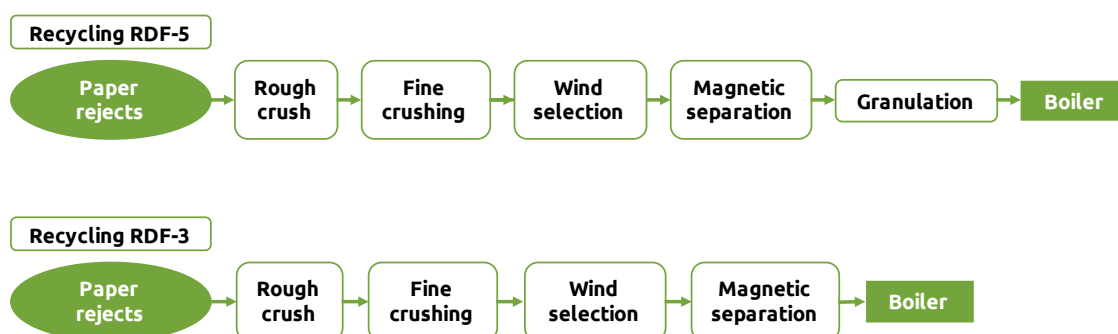 Recycling RDF-5
Paper
rejects
Rough
crush
Fine
crushing
Wind
selection
Magnetic
separation
Granulation
Boiler
Recycling RDF-3
Paper
rejects
Rough
crush
Fine
crushing
Wind
selection
Magnetic
separation
Boiler